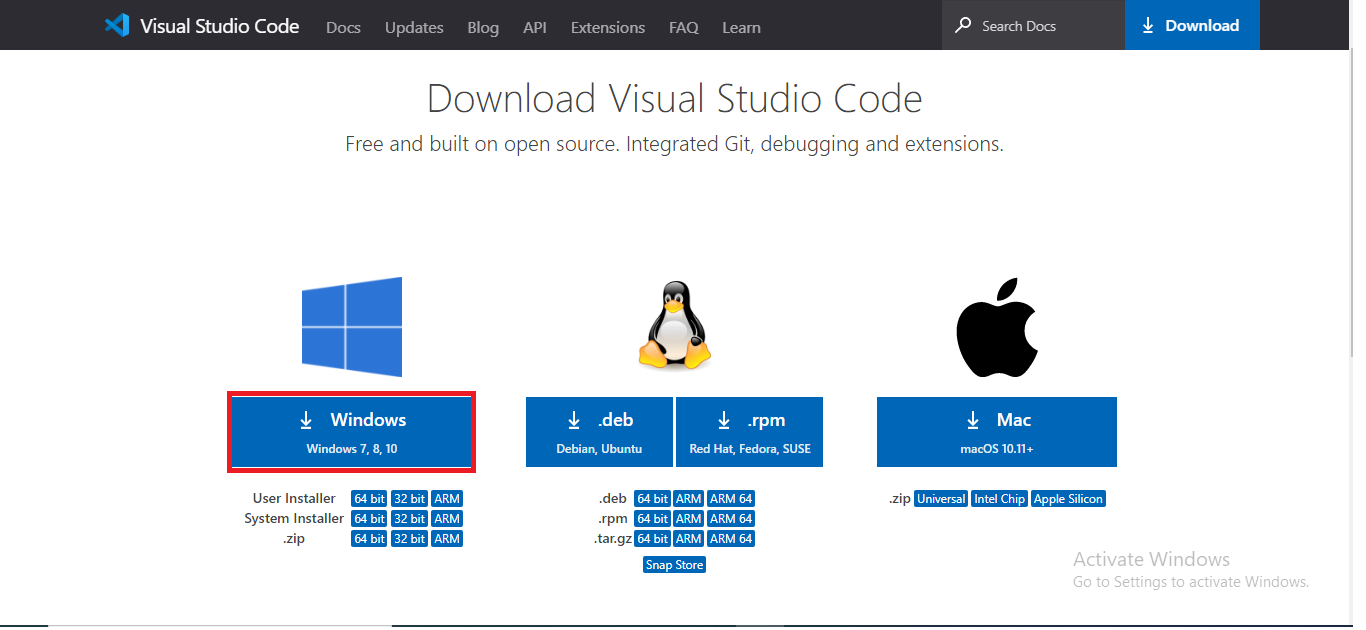 Visual Studio Code Docs Updates Blog API Extensions FAQ Learn Search Docs Download
Download Visual Studio Code
Free and built on open source. Integrated Git, debugging and extensions.
Windows
Windows 7, 8, 10
.deb
Debian, Ubuntu
.rpm
Red Hat, Fedora, SUSE
Mac
macOS 10.11+
User Installer 64 bit 32 bit ARM
System Installer 64 bit 32 bit ARM
.zip 64 bit 32 bit ARM
.deb 64 bit ARM ARM 64
.rpm 64 bit ARM ARM 64
.tar.gz 64 bit ARM ARM 64
Snap Store
.zip Universal Intel Chip Apple Silicon
Activate Windows
Go to Settings to activate Windows.